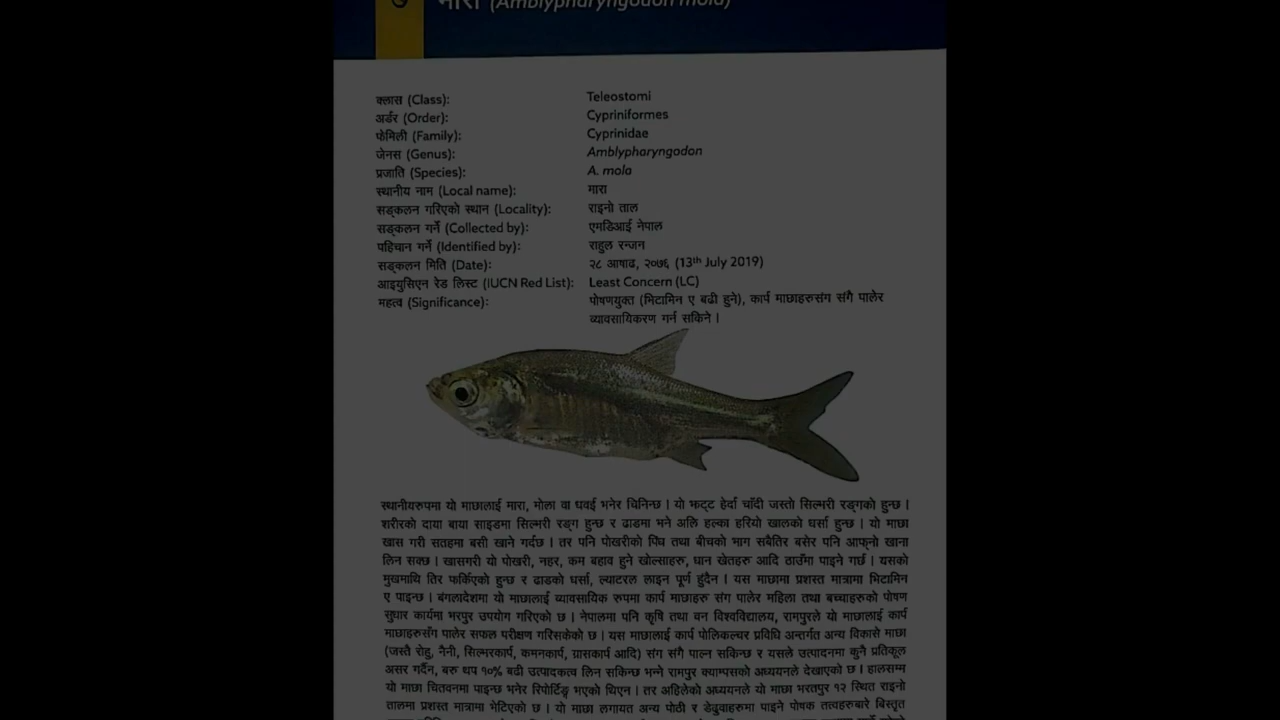 ७ मारा (Amblypharyngodon mola)
क्लास (Class): Teleostomi
अर्डर (Order): Cypriniformes
फेमिली (Family): Cyprinidae
जेनस (Genus): Amblypharyngodon
प्रजाति (Species): A. mola
स्थानीय नाम (Local name): मारा
सङ्कलन गरिएको स्थान (Locality): राइनो ताल
सङ्कलन गर्ने (Collected by): एमडिआई नेपाल
पहिचान गर्ने (Identified by): राहुल रन्जन
सङ्कलन मिति (Date): २८ आषाढ, २०७६ (13th July 2019)
आइयुसिएन रेड लिस्ट (IUCN Red List): Least Concern (LC)
महत्व (Significance): पोषणयुक्त (भिटामिन ए बढी हुने), कार्प माछाहरुसंग संगै पालेर
व्यावसायिकरण गर्न सकिने ।
स्थानीयरुपमा यो माछालाई मारा, मोला वा धवई भनेर चिनिन्छ । यो झट्ट हेर्दा चाँदी जस्तो सिल्भरी रङ्गको हुन्छ ।
शरीरको दाया बाया साइडमा सिल्भरी रङ्ग हुन्छ र ढाडमा भने अलि हल्का हरियो खालको धर्सा हुन्छ । यो माछा
खास गरी सतहमा बसी खाने गर्दछ । तर पनि पोखरीको पिंध तथा बीचको भाग सबैतिर बसेर पनि आफ्नो खाना
लिन सक्छ । खासगरी यो पोखरी, नहर, कम बहाव हुने खोल्साहरु, धान खेतहरु आदि ठाउँमा पाइने गर्छ । यसको
मुखमाथि तिर फर्किएको हुन्छ र ढाडको धर्सा, ल्याटरल लाइन पूर्ण हुंदैन । यस माछामा प्रशस्त मात्रामा भिटामिन
ए पाइन्छ । बंगलादेशमा यो माछालाई व्यावसायिक रुपमा कार्प माछाहरु संग पालेर महिला तथा बच्चाहरुको पोषण
सुधार कार्यमा भरपुर उपयोग गरिएको छ । नेपालमा पनि कृषि तथा वन विश्वविद्यालय, रामपुरले यो माछालाई कार्प
माछाहरुसँग पालेर सफल परीक्षण गरिसकेको छ । यस माछालाई कार्प पोलिकल्चर प्रविधि अन्तर्गत अन्य विकासे माछा
(जस्तै रोहु, नैनी, सिल्भरकार्प, कमनकार्प, ग्रासकार्प आदि) संग संगै पाल्न सकिन्छ र यसले उत्पादनमा कुनै प्रतिकूल
असर गर्दैन, बरु थप १०% बढी उत्पादकत्व लिन सकिन्छ भन्ने रामपुर क्याम्पसको अध्ययनले देखाएको छ । हालसम्म
यो माछा चितवनमा पाइन्छ भनेर रिपोर्टिङ्ग भएको थिएन । तर अहिलेको अध्ययनले यो माछा भरतपुर १२ स्थित राइनो
तालमा प्रशस्त मात्रामा भेटिएको छ । यो माछा लगायत अन्य पोठी र डेढुवाहरुमा पाइने पोषक तत्वहरुबारे विस्तृत